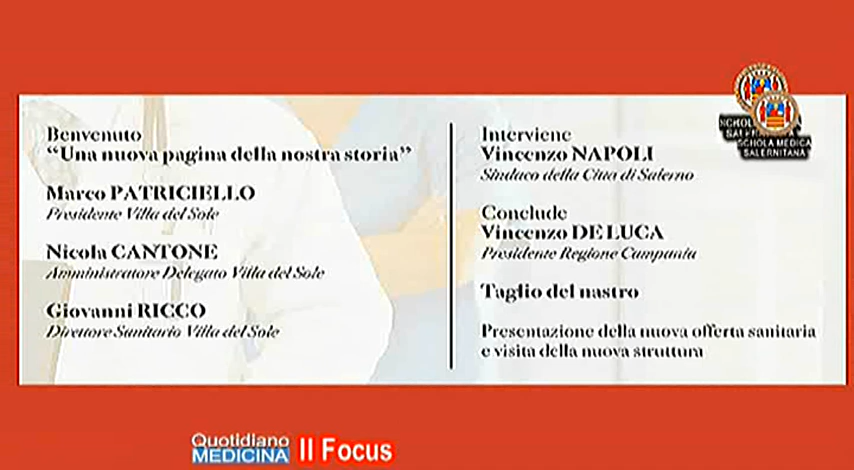 Benvenuto
“Una nuova pagina della nostra storia”
Marco PATRICIELLO
Presidente Villa del Sole
Nicola CANTONE
Amministratore Delegato Villa del Sole
Giovanni RICCO
Direttore Sanitario Villa del Sole
Interviene
Vincenzo NAPOLI
Sindaco della Città di Salerno
Conclude
Vincenzo DE LUCA
Presidente Regione Campania
Taglio del nastro
Presentazione della nuova offerta sanitaria
e visita della nuova struttura
SCHOLA MEDICA
SALERNITANA
Quotidiano
MEDICINA
Il Focus